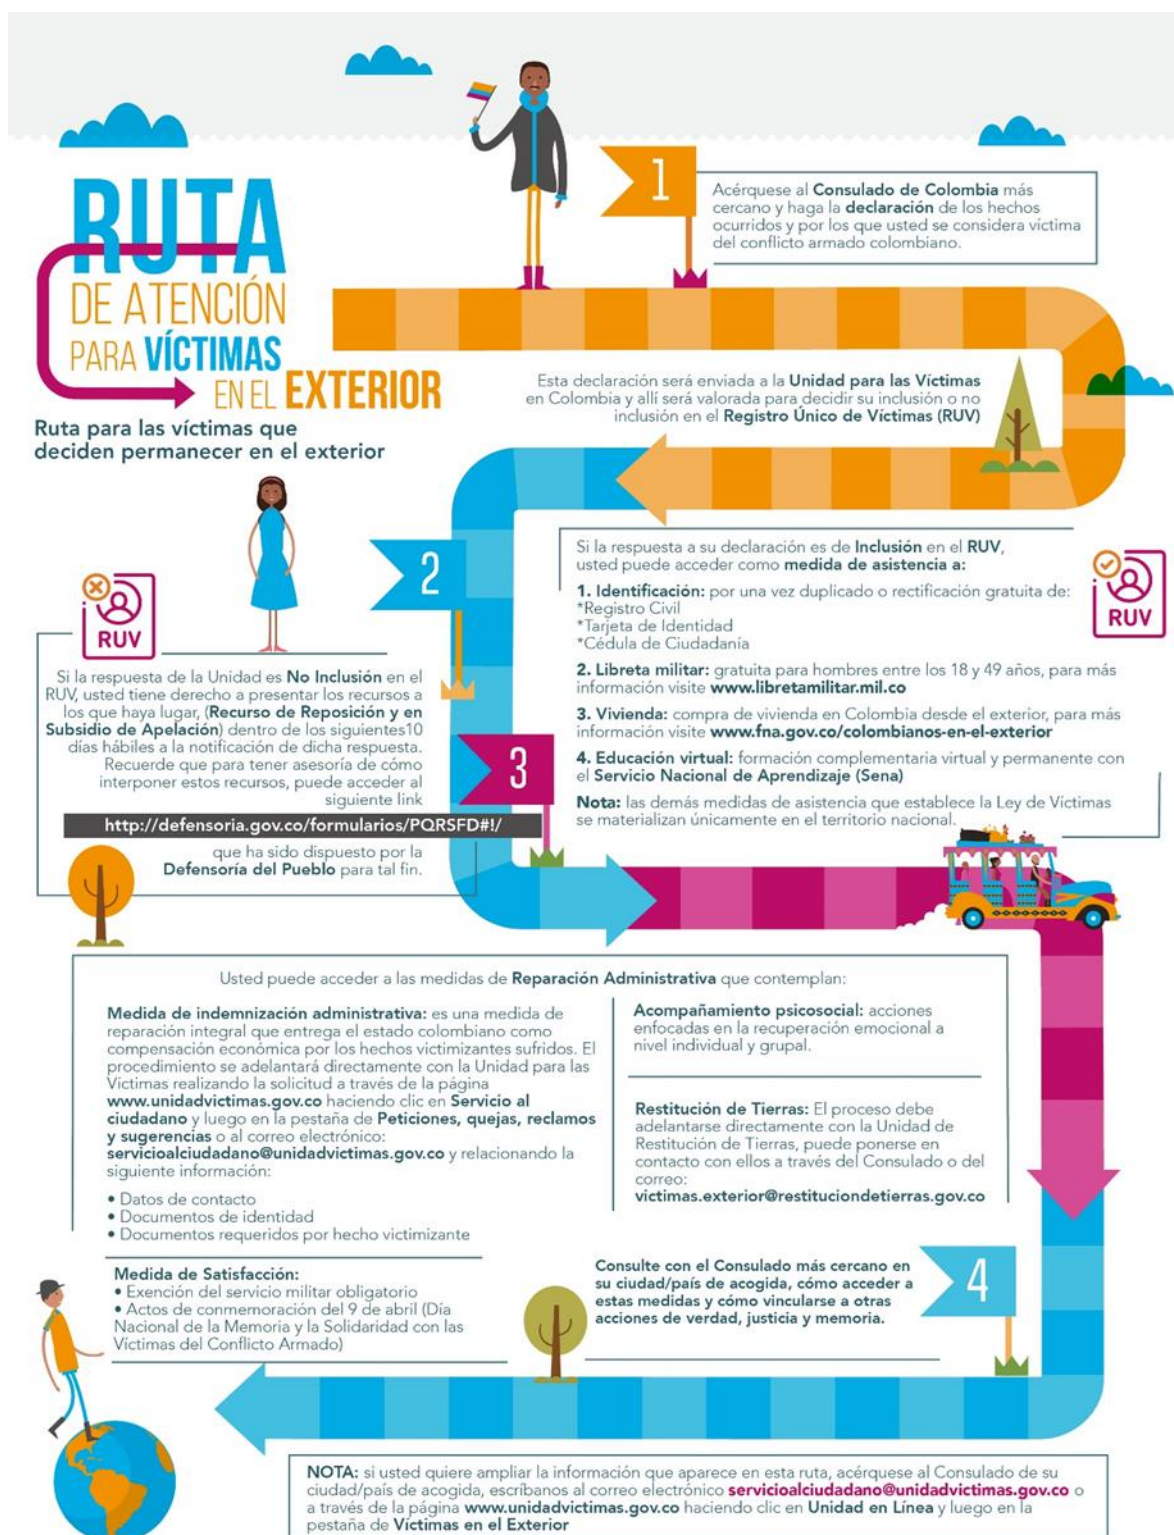 RUTA
DE ATENCIÓN
PARA VÍCTIMAS
EN EL EXTERIOR
Ruta para las víctimas que
deciden permanecer en el exterior
1
Acérquese al Consulado de Colombia más
cercano y haga la declaración de los hechos
ocurridos y por los que usted se considera víctima
del conflicto armado colombiano.
Esta declaración será enviada a la Unidad para las Víctimas
en Colombia y allí será valorada para decidir su inclusión o no
inclusión en el Registro Único de Víctimas (RUV)
2
RUV
Si la respuesta de la Unidad es No Inclusión en el
RUV, usted tiene derecho a presentar los recursos a
los que haya lugar, (Recurso de Reposición y en
Subsidio de Apelación) dentro de los siguientes10
días hábiles a la notificación de dicha respuesta.
Recuerde que para tener asesoría de cómo
interponer estos recursos, puede acceder al
siguiente link
http://defensoria.gov.co/formularios/PQRSFD#!/
que ha sido dispuesto por la
Defensoría del Pueblo para tal fin.
Si la respuesta a su declaración es de Inclusión en el RUV,
usted puede acceder como medida de asistencia a:
1. Identificación: por una vez duplicado o rectificación gratuita de:
*Registro Civil
*Tarjeta de Identidad
*Cédula de Ciudadanía
2. Libreta militar: gratuita para hombres entre los 18 y 49 años, para más
información visite www.libretamilitar.mil.co
3. Vivienda: compra de vivienda en Colombia desde el exterior, para más
información visite www.fna.gov.co/colombianos-en-el-exterior
4. Educación virtual: formación complementaria virtual y permanente con
el Servicio Nacional de Aprendizaje (Sena)
Nota: las demás medidas de asistencia que establece la Ley de Víctimas
se materializan únicamente en el territorio nacional.
RUV
3
Usted puede acceder a las medidas de Reparación Administrativa que contemplan:
Medida de indemnización administrativa: es una medida de
reparación integral que entrega el estado colombiano como
compensación económica por los hechos victimizantes sufridos. El
procedimiento se adelantará directamente con la Unidad para las
Víctimas realizando la solicitud a través de la página
www.unidadvictimas.gov.co haciendo clic en Servicio al
ciudadano y luego en la pestaña de Peticiones, quejas, reclamos
y sugerencias o al correo electrónico:
servicioalciudadano@unidadvictimas.gov.co y relacionando la
siguiente información:
• Datos de contacto
• Documentos de identidad
• Documentos requeridos por hecho victimizante
Medida de Satisfacción:
• Exención del servicio militar obligatorio
• Actos de conmemoración del 9 de abril (Día
Nacional de la Memoria y la Solidaridad con las
Víctimas del Conflicto Armado)
Acompañamiento psicosocial: acciones
enfocadas en la recuperación emocional a
nivel individual y grupal.
Restitución de Tierras: El proceso debe
adelantarse directamente con la Unidad de
Restitución de Tierras, puede ponerse en
contacto con ellos a través del Consulado o del
correo:
victimas.exterior@restituciondetierras.gov.co
Consulte con el Consulado más cercano en
su ciudad/país de acogida, cómo acceder a
estas medidas y cómo vincularse a otras
acciones de verdad, justicia y memoria.
4
NOTA: si usted quiere ampliar la información que aparece en esta ruta, acérquese al Consulado de su
ciudad/país de acogida, escríbanos al correo electrónico servicioalciudadano@unidadvictimas.gov.co o
a través de la página www.unidadvictimas.gov.co haciendo clic en Unidad en Línea y luego en la
pestaña de Víctimas en el Exterior